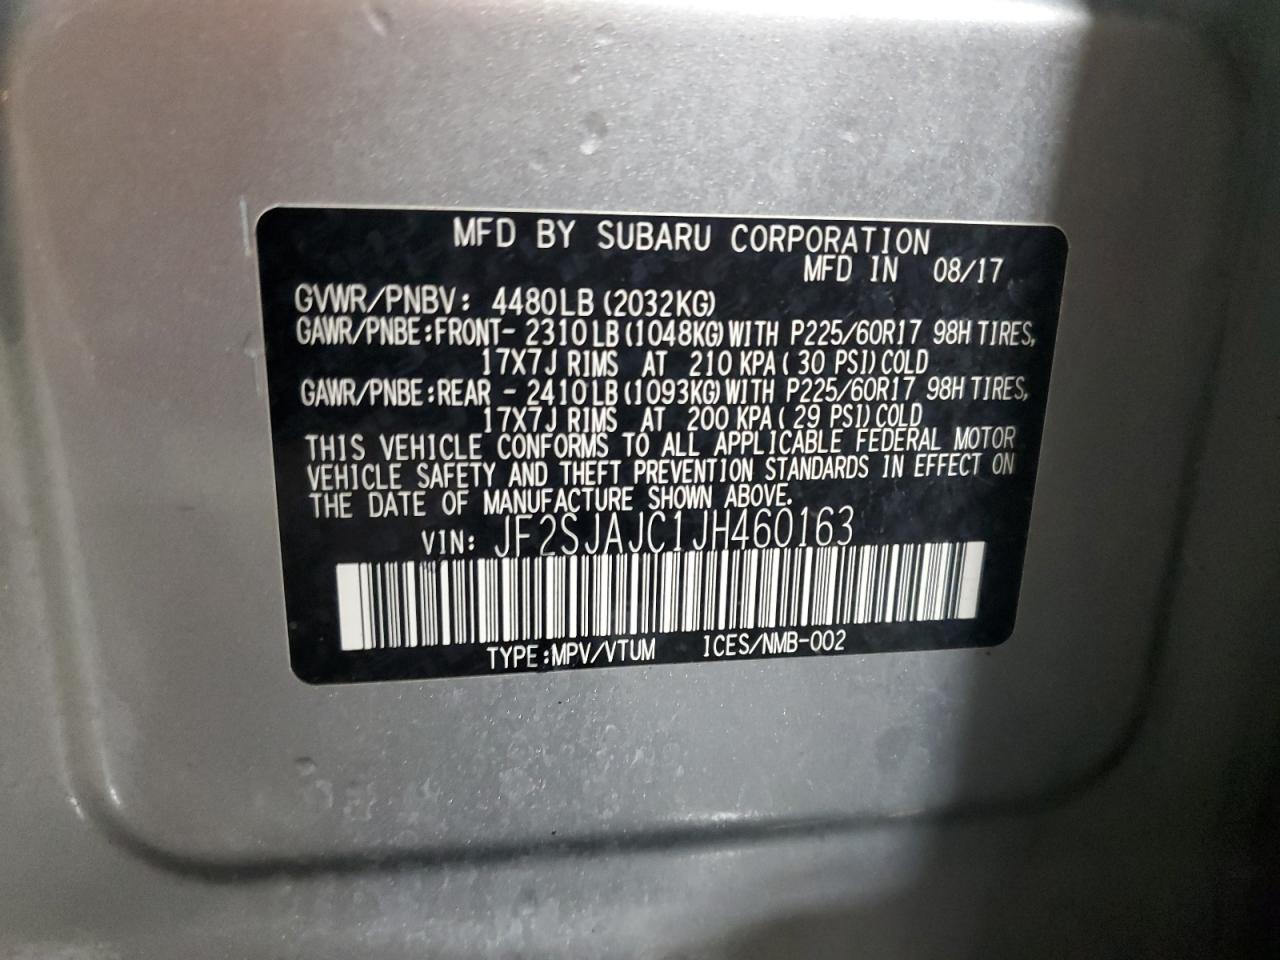 MFD BY SUBARU CORPORATION
MFD IN 08/17
GVWR/PNBV: 4480LB (2032KG)
GAWR/PNBE:FRONT- 2310LB (1048KG) WITH P225/60R17 98H TIRES,
17X7J RIMS AT 210 KPA ( 30 PSI) COLD
GAWR/PNBE:REAR - 2410LB (1093KG) WITH P225/60R17 98H TIRES,
17X7J RIMS AT 200 KPA ( 29 PSI) COLD
THIS VEHICLE CONFORMS TO ALL APPLICABLE FEDERAL MOTOR
VEHICLE SAFETY AND THEFT PREVENTION STANDARDS IN EFFECT ON
THE DATE OF MANUFACTURE SHOWN ABOVE.
VIN: JF2SJAJC1JH460163
TYPE:MPV/VTUM ICES/NMB-002